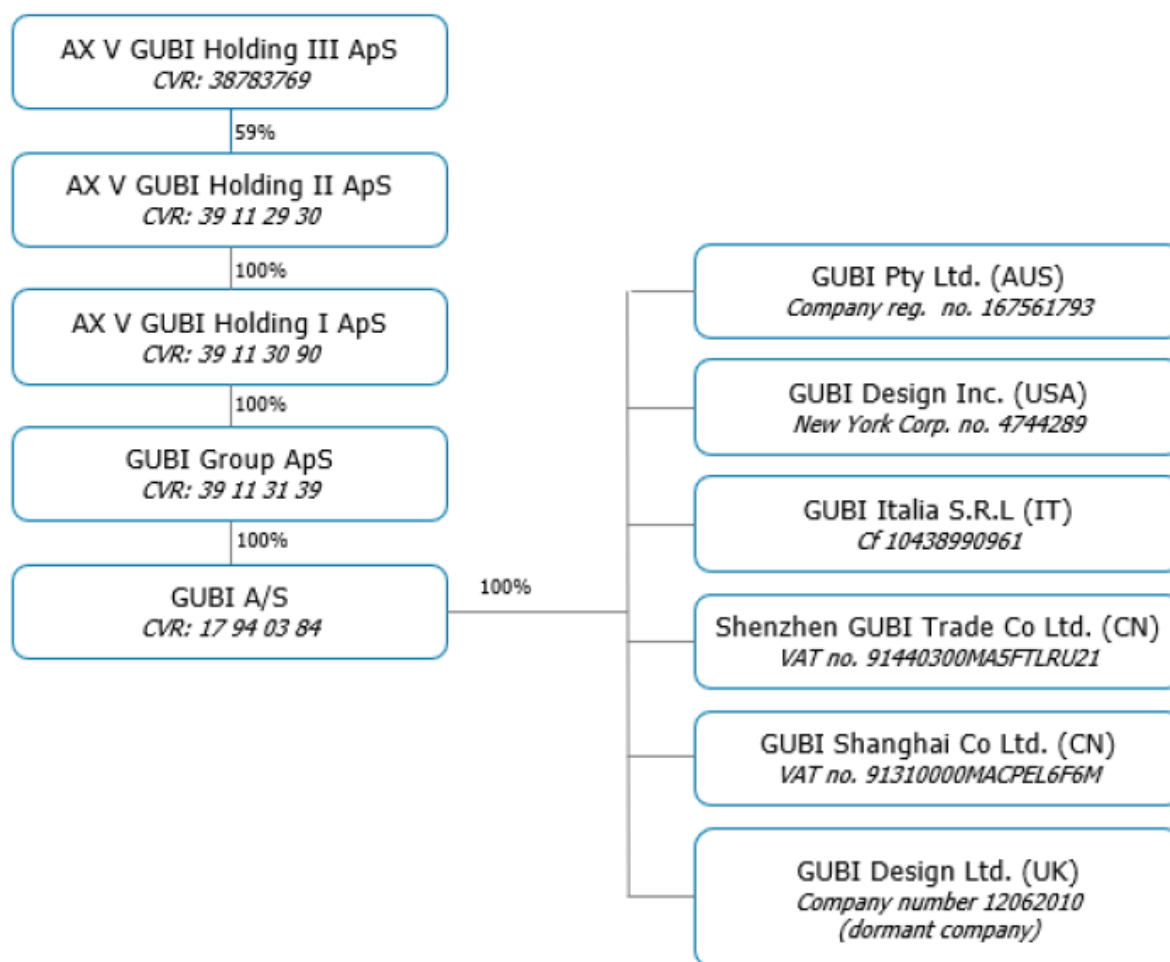 AX V GUBI Holding III ApS
CVR: 38783769
59%
AX V GUBI Holding II ApS
CVR: 39 11 29 30
100%
AX V GUBI Holding I ApS
CVR: 39 11 30 90
100%
GUBI Group ApS
CVR: 39 11 31 39
100%
GUBI A/S
CVR: 17 94 03 84
100%
GUBI Pty Ltd. (AUS)
Company reg. no. 167561793
GUBI Design Inc. (USA)
New York Corp. no. 4744289
GUBI Italia S.R.L (IT)
Cf 10438990961
Shenzhen GUBI Trade Co Ltd. (CN)
VAT no. 91440300MA5FTLRU21
GUBI Shanghai Co Ltd. (CN)
VAT no. 91310000MACPEL6F6M
GUBI Design Ltd. (UK)
Company number 12062010
(dormant company)